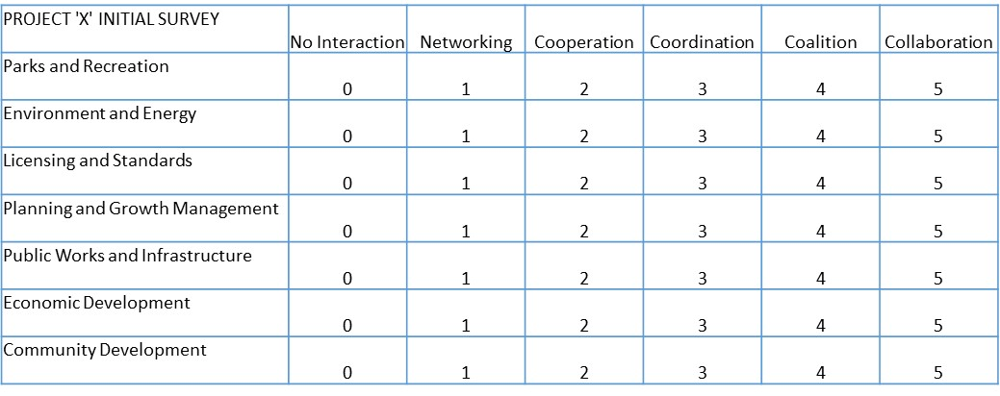 PROJECT 'X' INITIAL SURVEY
No Interaction Networking Cooperation Coordination Coalition Collaboration
Parks and Recreation
0 1 2 3 4 5
Environment and Energy
0 1 2 3 4 5
Licensing and Standards
0 1 2 3 4 5
Planning and Growth Management
0 1 2 3 4 5
Public Works and Infrastructure
0 1 2 3 4 5
Economic Development
0 1 2 3 4 5
Community Development
0 1 2 3 4 5